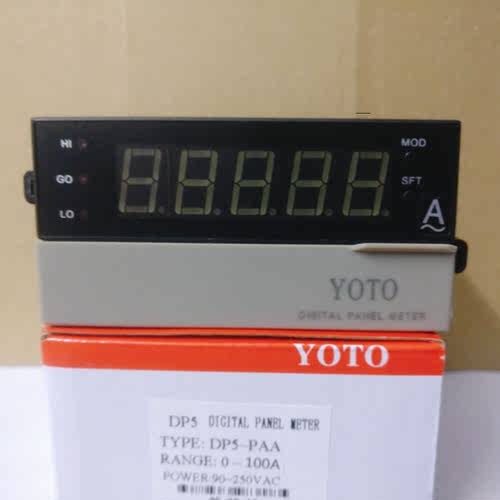 HI
MOD
GO
SFT
LO
A
YOTO
DIGITAL PANEL METER
YOTO
DP5 DIGITAL PANEL METER
TYPE: DP5-PAA
RANGE: 0-100A
POWER:90-250VAC